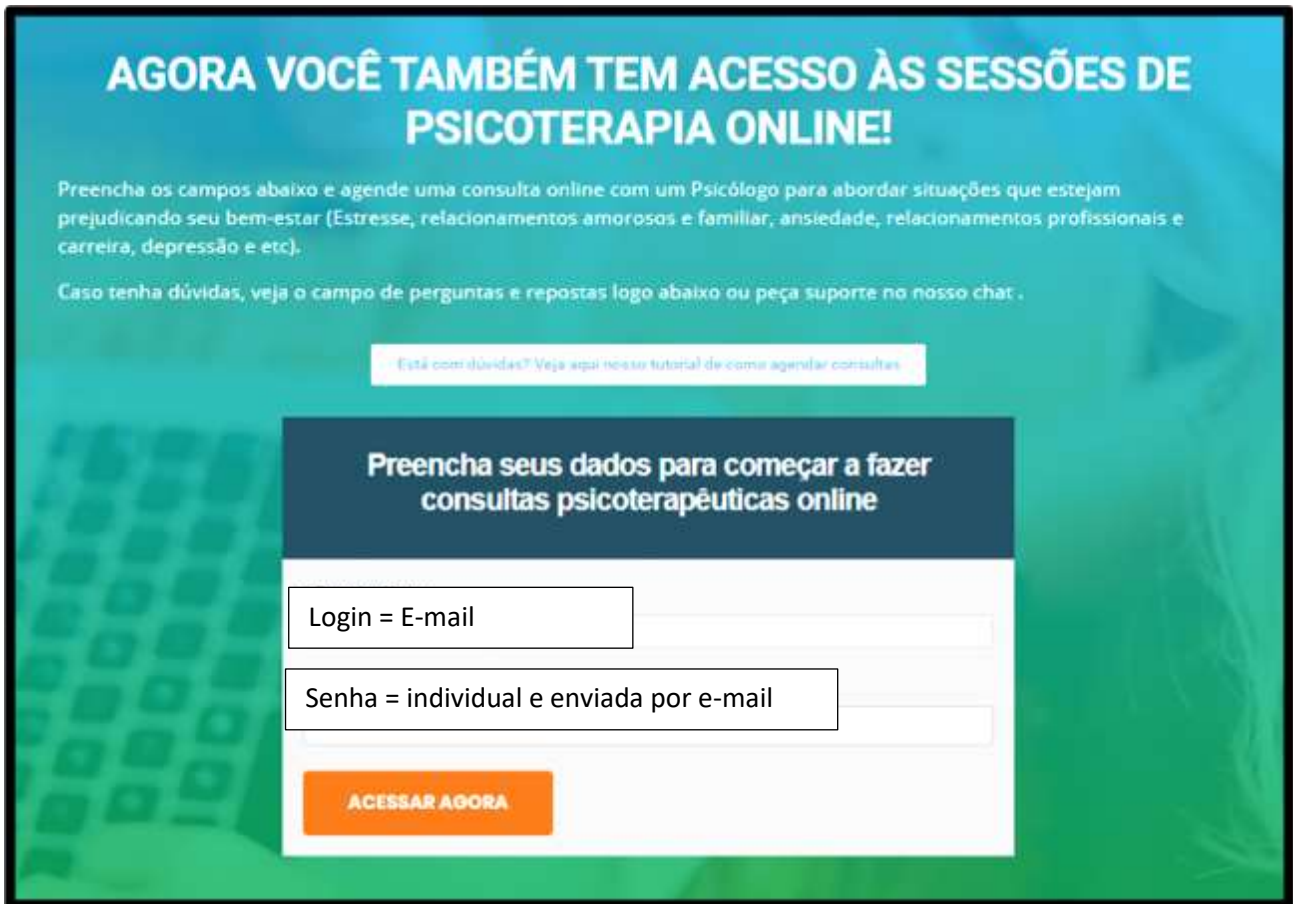 AGORA VOCÊ TAMBÉM TEM ACESSO ÀS SESSÕES DE
PSICOTERAPIA ONLINE!
Preencha os campos abaixo e agende uma consulta online com um Psicólogo para abordar situações que estejam
prejudicando seu bem-estar (Estresse, relacionamentos amorosos e familiar, ansiedade, relacionamentos profissionais e
carreira, depressão e etc).
Caso tenha dúvidas, veja o campo de perguntas e repostas logo abaixo ou peça suporte no nosso chat .
Está com dúvidas? Veja aqui nosso tutorial de como agendar consultas
Preencha seus dados para começar a fazer
consultas psicoterapêuticas online
Login = E-mail
Senha = individual e enviada por e-mail
ACESSAR AGORA